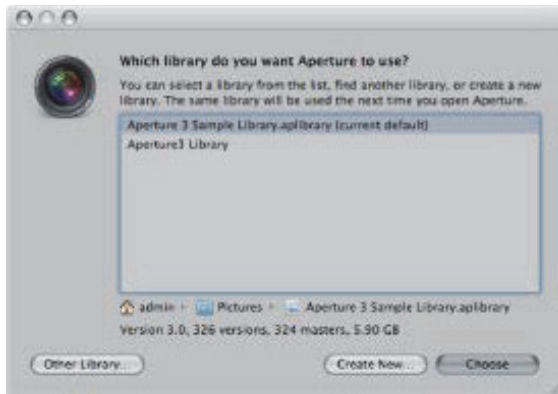 Which library do you want Aperture to use?
You can select a library from the list, find another library, or create a new
library. The same library will be used the next time you open Aperture.
Aperture 3 Sample Library.aplibrary (current default)
Aperture3 Library
admin Pictures Aperture 3 Sample Library.aplibrary
Version 3.0, 326 versions, 324 masters, 5.90 GB
Other Library... Create New... Choose